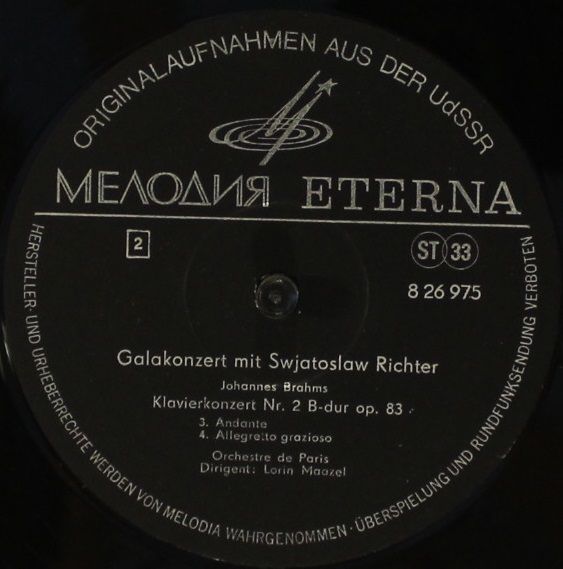 ORIGINALAUFNAHMEN AUS DER UdSSR
МЕЛОДИЯ ETERNA
2
ST 33
8 26 975
Galakonzert mit Swjatoslaw Richter
Johannes Brahms
Klavierkonzert Nr. 2 B-dur op. 83
3. Andante
4. Allegretto grazioso
Orchestre de Paris
Dirigent: Lorin Maazel
HERSTELLER- UND URHEBERRECHTE WERDEN VON MELODIA WAHRGENOMMEN · ÜBERSPIELUNG UND RUNDFUNKSENDUNG VERBOTEN